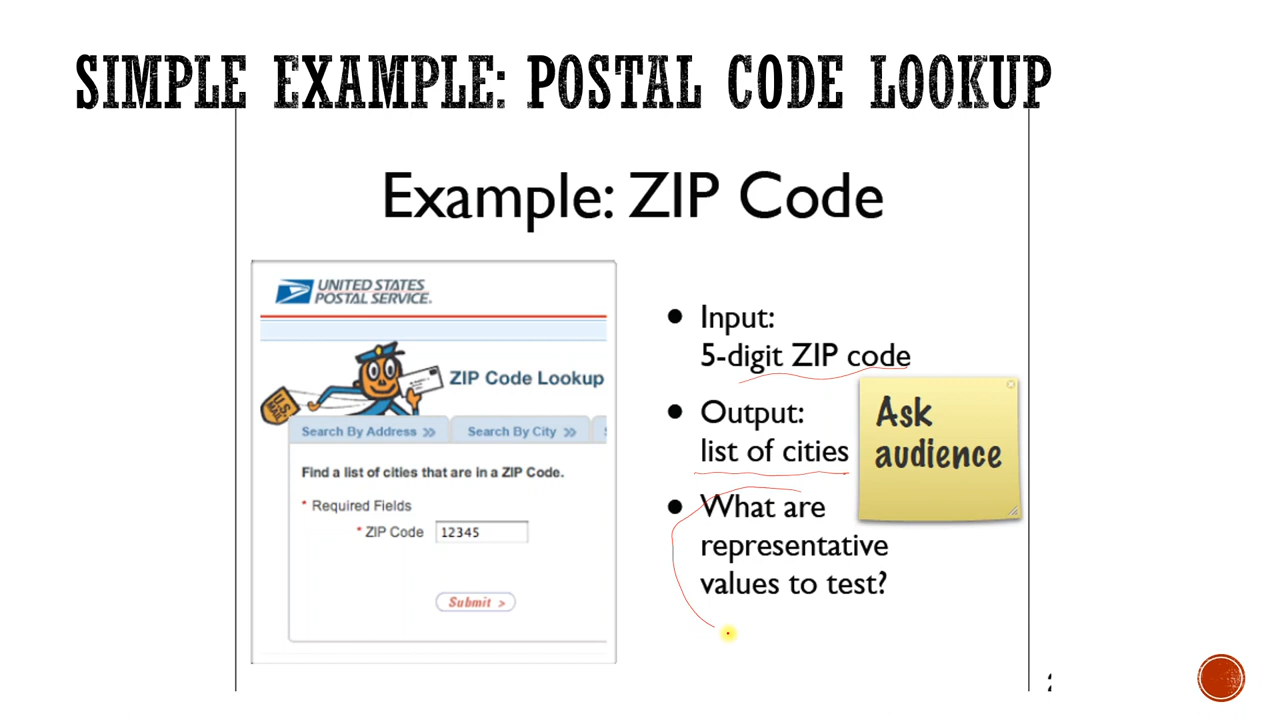 SIMPLE EXAMPLE: POSTAL CODE LOOKUP
Example: ZIP Code
UNITED STATES
POSTAL SERVICE.
U.S.
MAIL
ZIP Code Lookup
Search By Address »
Search By City »
Find a list of cities that are in a ZIP Code.
* Required Fields
* ZIP Code 12345
Submit >
• Input:
5-digit ZIP code
• Output:
list of cities
• What are
representative
values to test?
Ask
audience